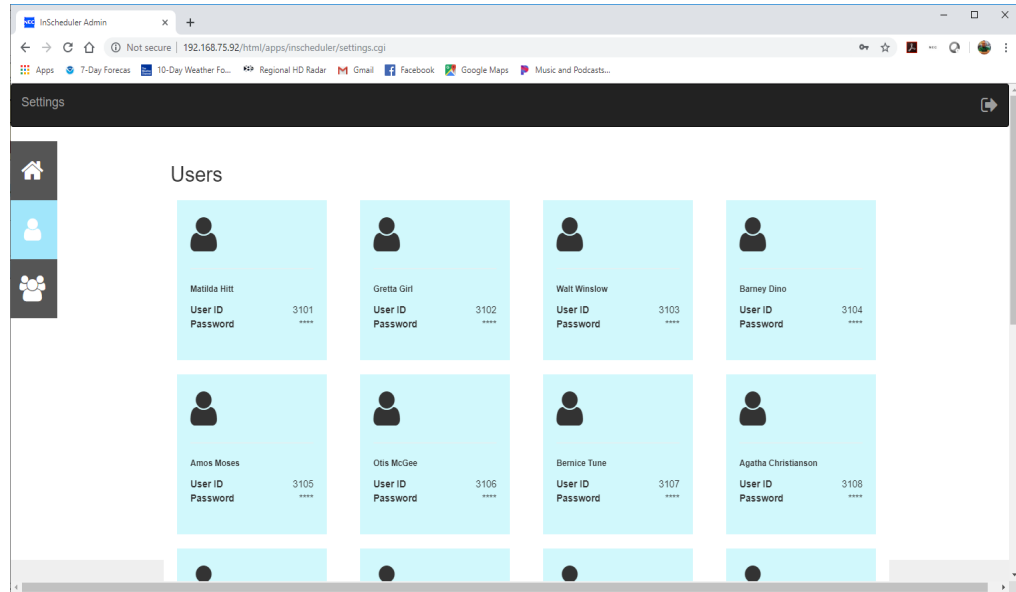 NEC InScheduler Admin
Not secure | 192.168.75.92/html/apps/inscheduler/settings.cgi
Apps 7-Day Forecas 10-Day Weather Fo... Regional HD Radar Gmail Facebook Google Maps Music and Podcasts...
Settings
Users
Matilda Hitt Gretta Girl Walt Winslow Barney Dino
User ID 3101 User ID 3102 User ID 3103 User ID 3104
Password **** Password **** Password **** Password ****
Amos Moses Otis McGee Bernice Tune Agatha Christianson
User ID 3105 User ID 3106 User ID 3107 User ID 3108
Password **** Password **** Password **** Password ****